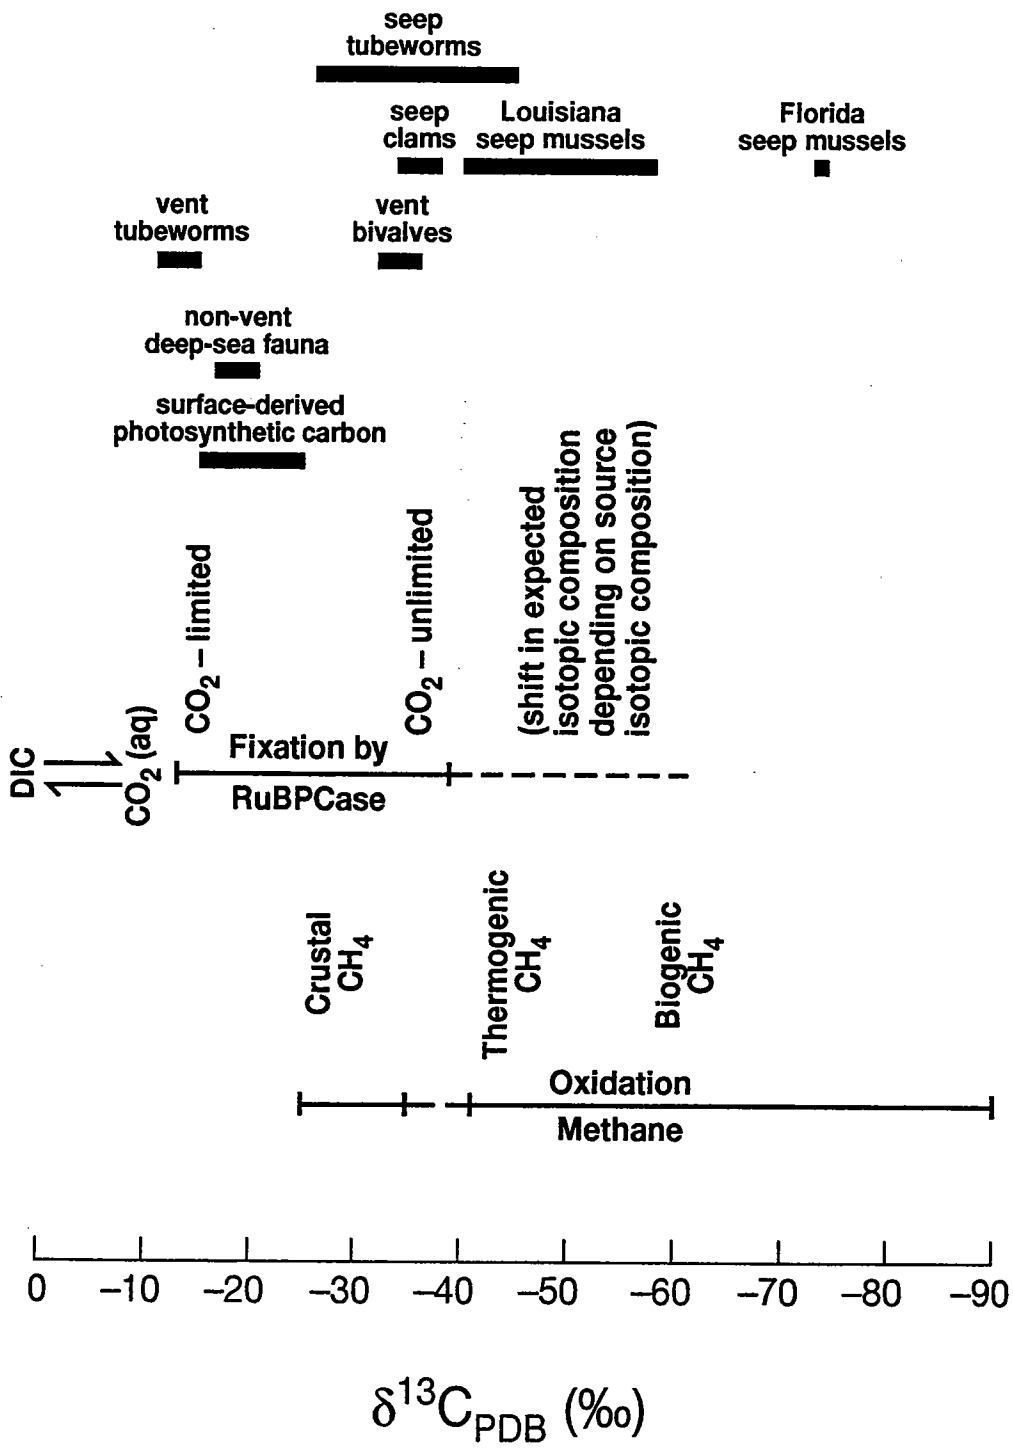 seep
tubeworms
seep
clams
Louisiana
seep mussels
Florida
seep mussels
vent
tubeworms
vent
bivalves
non-vent
deep-sea fauna
surface-derived
photosynthetic carbon
DIC
CO₂ (aq)
CO₂ – limited
CO₂ – unlimited
(shift in expected
isotopic composition
depending on source
isotopic composition)
Fixation by
RuBPCase
Crustal
CH₄
Thermogenic
CH₄
Biogenic
CH₄
Oxidation
Methane
0 –10 –20 –30 –40 –50 –60 –70 –80 –90
δ¹³C_PDB (‰)